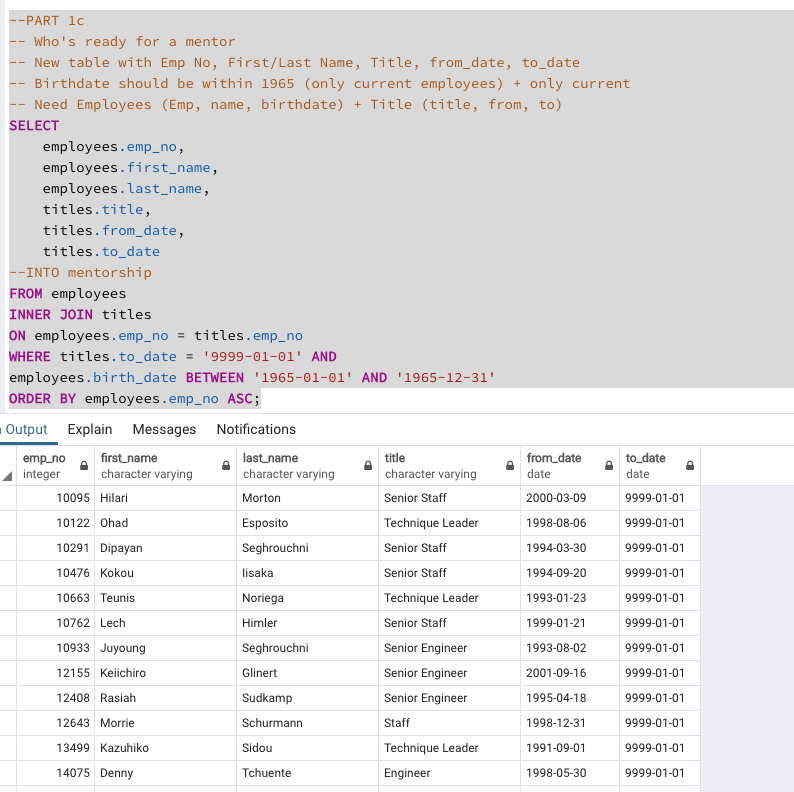 --PART 1c
-- Who's ready for a mentor
-- New table with Emp No, First/Last Name, Title, from_date, to_date
-- Birthdate should be within 1965 (only current employees) + only current
-- Need Employees (Emp, name, birthdate) + Title (title, from, to)
SELECT
employees.emp_no,
employees.first_name,
employees.last_name,
titles.title,
titles.from_date,
titles.to_date
--INTO mentorship
FROM employees
INNER JOIN titles
ON employees.emp_no = titles.emp_no
WHERE titles.to_date = '9999-01-01' AND
employees.birth_date BETWEEN '1965-01-01' AND '1965-12-31'
ORDER BY employees.emp_no ASC;
Output Explain Messages Notifications
emp_no first_name last_name title from_date to_date
integer character varying character varying character varying date date
10095 Hilari Morton Senior Staff 2000-03-09 9999-01-01
10122 Ohad Esposito Technique Leader 1998-08-06 9999-01-01
10291 Dipayan Seghrouchni Senior Staff 1994-03-30 9999-01-01
10476 Kokou Iisaka Senior Staff 1994-09-20 9999-01-01
10663 Teunis Noriega Technique Leader 1993-01-23 9999-01-01
10762 Lech Himler Senior Staff 1999-01-21 9999-01-01
10933 Juyoung Seghrouchni Senior Engineer 1993-08-02 9999-01-01
12155 Keiichiro Glinert Senior Engineer 2001-09-16 9999-01-01
12408 Rasiah Sudkamp Senior Engineer 1995-04-18 9999-01-01
12643 Morrie Schurmann Staff 1998-12-31 9999-01-01
13499 Kazuhiko Sidou Technique Leader 1991-09-01 9999-01-01
14075 Denny Tchuente Engineer 1998-05-30 9999-01-01